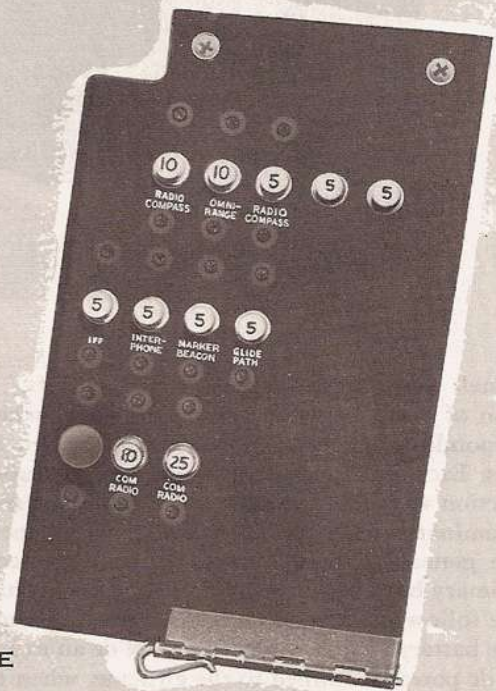 10 10 5 5 5
RADIO COMPASS OMNI- RANGE RADIO COMPASS
5 5 5 5
IFF INTER- PHONE MARKER BEACON GLIDE PATH
10 25
COM RADIO COM RADIO
E